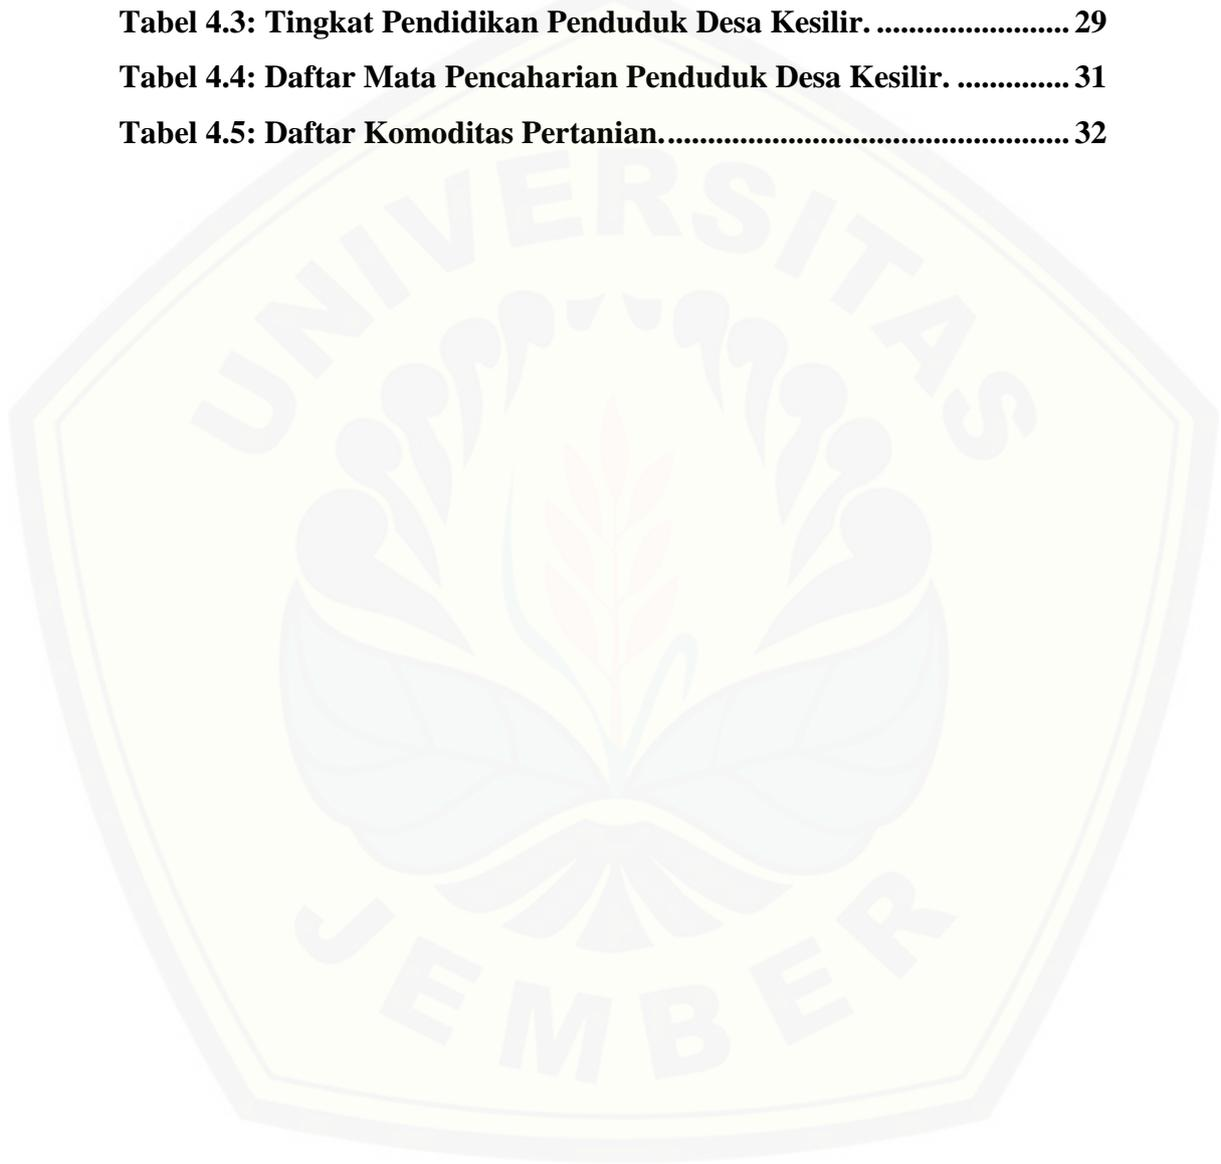 Tabel 4.3: Tingkat Pendidikan Penduduk Desa Kesilir. ........................ 29
Tabel 4.4: Daftar Mata Pencaharian Penduduk Desa Kesilir. .............. 31
Tabel 4.5: Daftar Komoditas Pertanian.................................................. 32
UNIVERSITAS
JEMBER